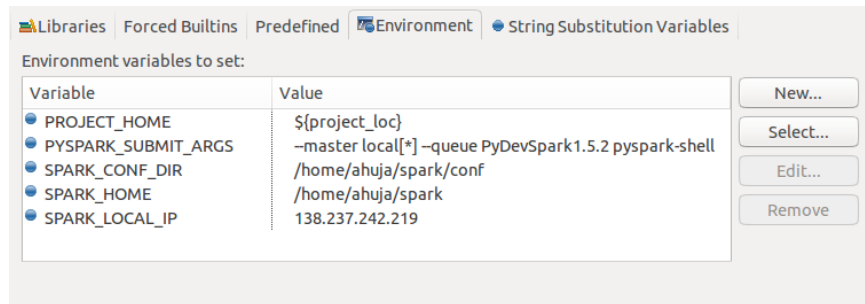 Libraries Forced Builtins Predefined Environment String Substitution Variables
Environment variables to set:
Variable Value
PROJECT_HOME ${project_loc}
PYSPARK_SUBMIT_ARGS --master local[*] --queue PyDevSpark1.5.2 pyspark-shell
SPARK_CONF_DIR /home/ahuja/spark/conf
SPARK_HOME /home/ahuja/spark
SPARK_LOCAL_IP 138.237.242.219
New...
Select...
Edit...
Remove